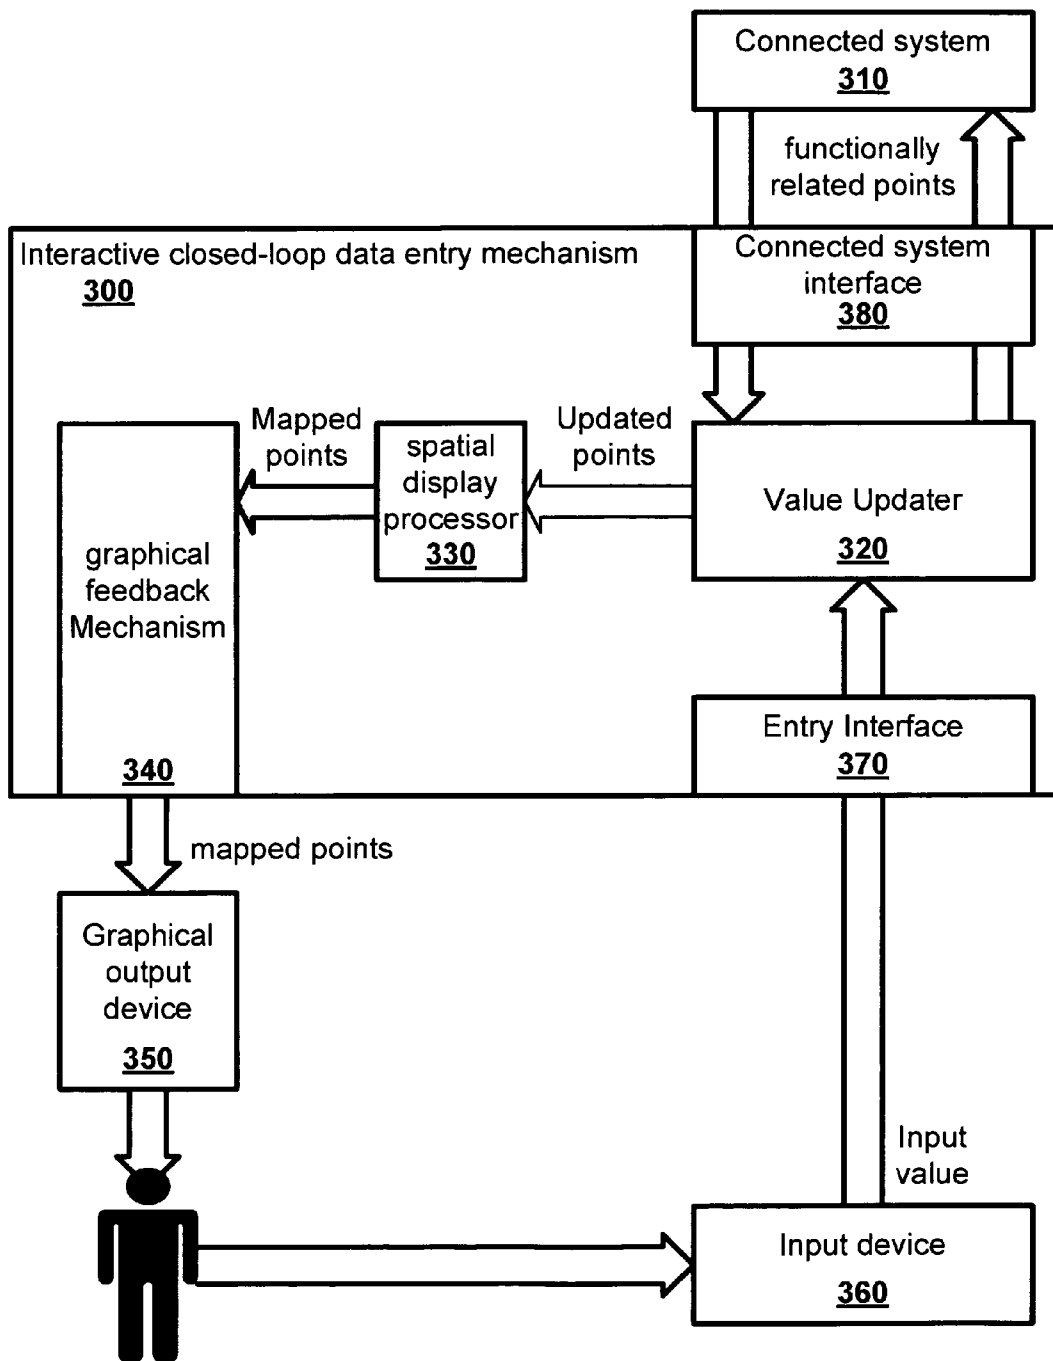 Connected system
310
functionally
related points
Interactive closed-loop data entry mechanism
300
Connected system
interface
380
Mapped
points
spatial
display
processor
330
Updated
points
Value Updater
320
graphical
feedback
Mechanism
340
Entry Interface
370
mapped points
Graphical
output
device
350
Input
value
Input device
360